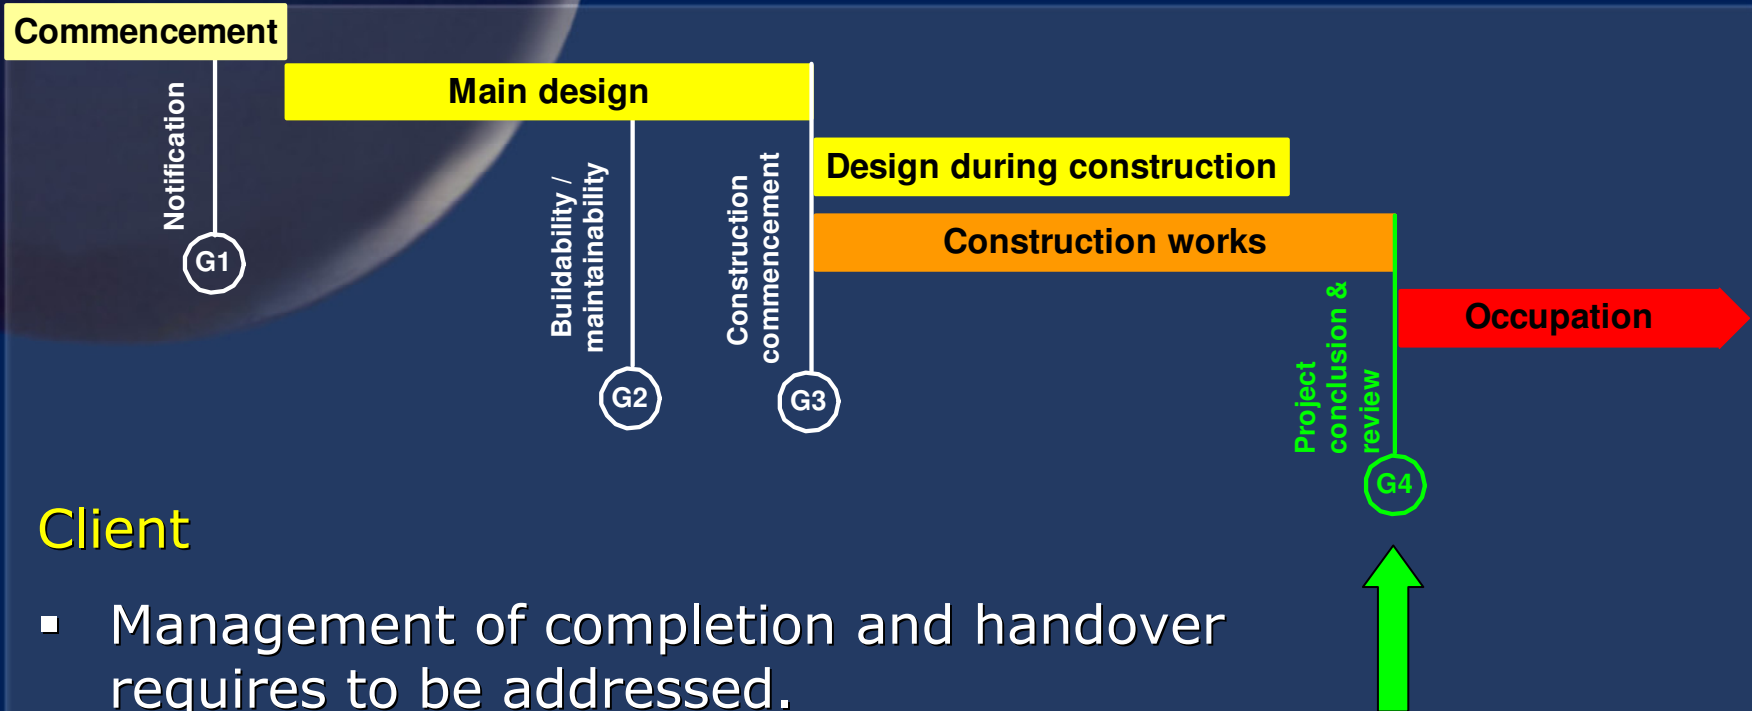 Commencement
Main design
Design during construction
Construction works
Occupation
Notification
G1
Buildability /
maintainability
G2
Construction
commencement
G3
Project
conclusion &
review
G4
Client
▪ Management of completion and handover
requires to be addressed.